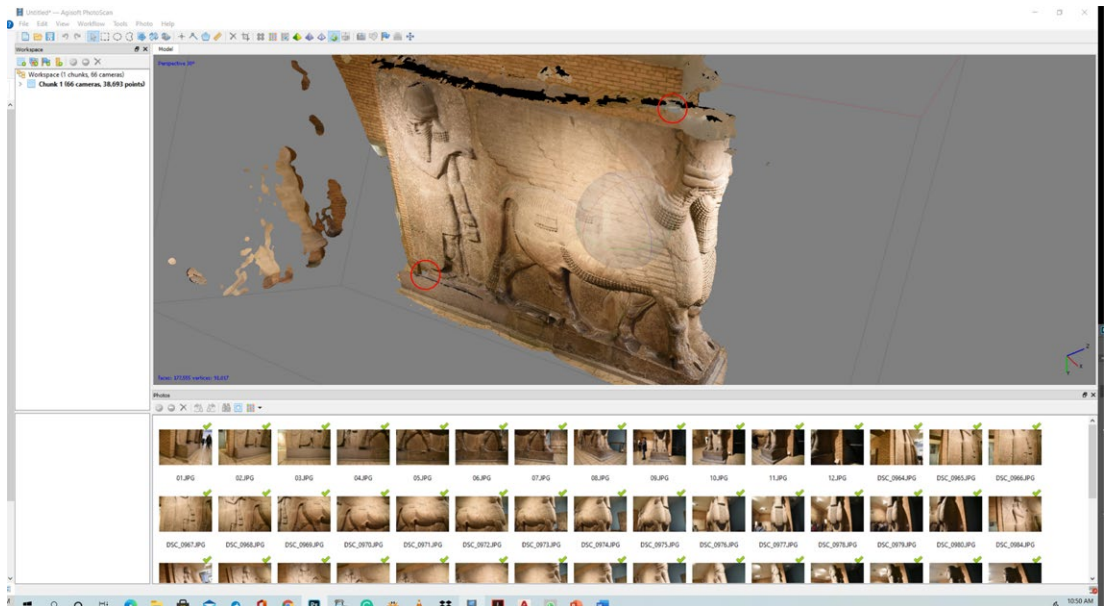 Untitled* — Agisoft PhotoScan
File Edit View Workflow Tools Photo Help
Workspace
Model
Workspace (1 chunks, 66 cameras)
Chunk 1 (66 cameras, 38,693 points)
Perspective 30°
Z
X
Y
Photos
01.JPG 02.JPG 03.JPG 04.JPG 05.JPG 06.JPG 07.JPG 08.JPG 09.JPG 10.JPG 11.JPG 12.JPG DSC_0964.JPG DSC_0965.JPG DSC_0966.JPG
DSC_0967.JPG DSC_0968.JPG DSC_0969.JPG DSC_0970.JPG DSC_0971.JPG DSC_0972.JPG DSC_0973.JPG DSC_0974.JPG DSC_0975.JPG DSC_0976.JPG DSC_0977.JPG DSC_0978.JPG DSC_0979.JPG DSC_0980.JPG DSC_0984.JPG
10:50 AM